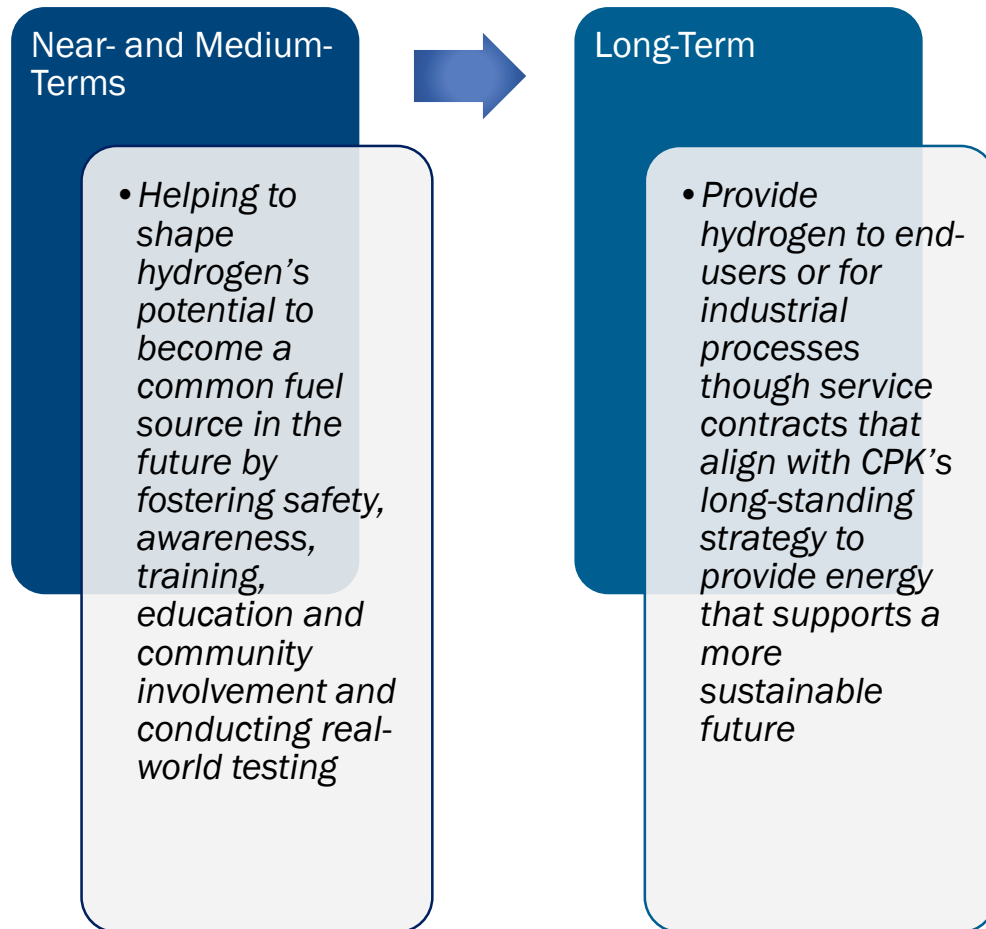 Near- and Medium-
Terms
• Helping to
shape
hydrogen’s
potential to
become a
common fuel
source in the
future by
fostering safety,
awareness,
training,
education and
community
involvement and
conducting real-
world testing
Long-Term
• Provide
hydrogen to end-
users or for
industrial
processes
though service
contracts that
align with CPK’s
long-standing
strategy to
provide energy
that supports a
more
sustainable
future